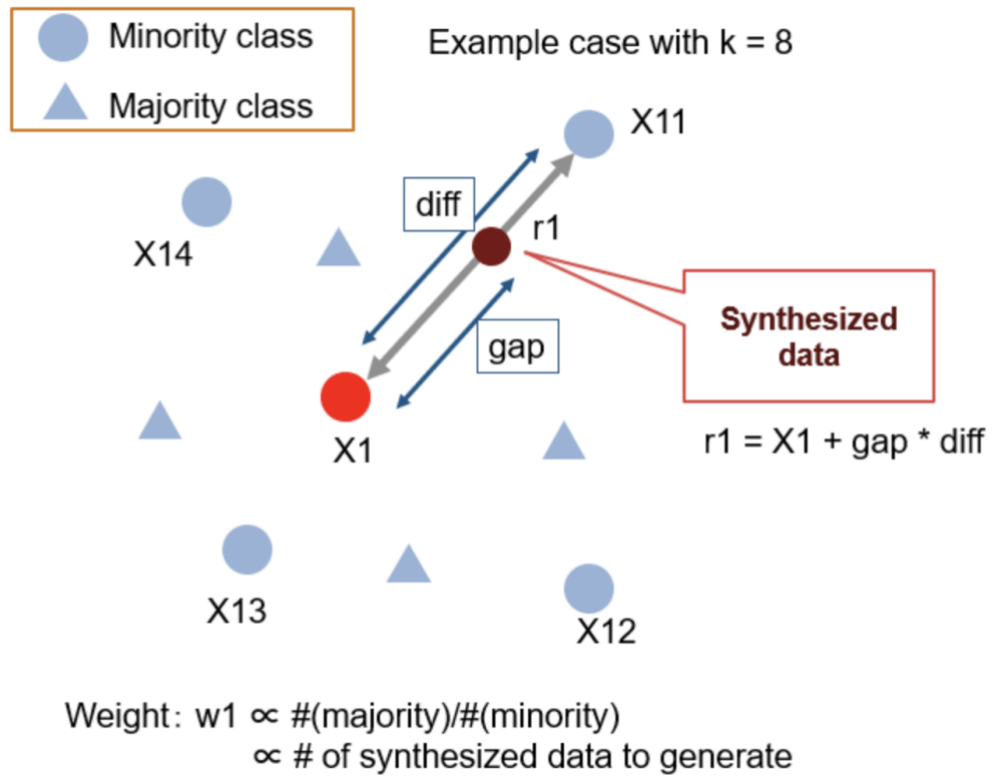 Minority class
Majority class
Example case with k = 8
X11
X14
diff
r1
Synthesized
data
gap
X1
r1 = X1 + gap * diff
X13
X12
Weight: w1 ∝ #(majority)/#(minority)
∝ # of synthesized data to generate